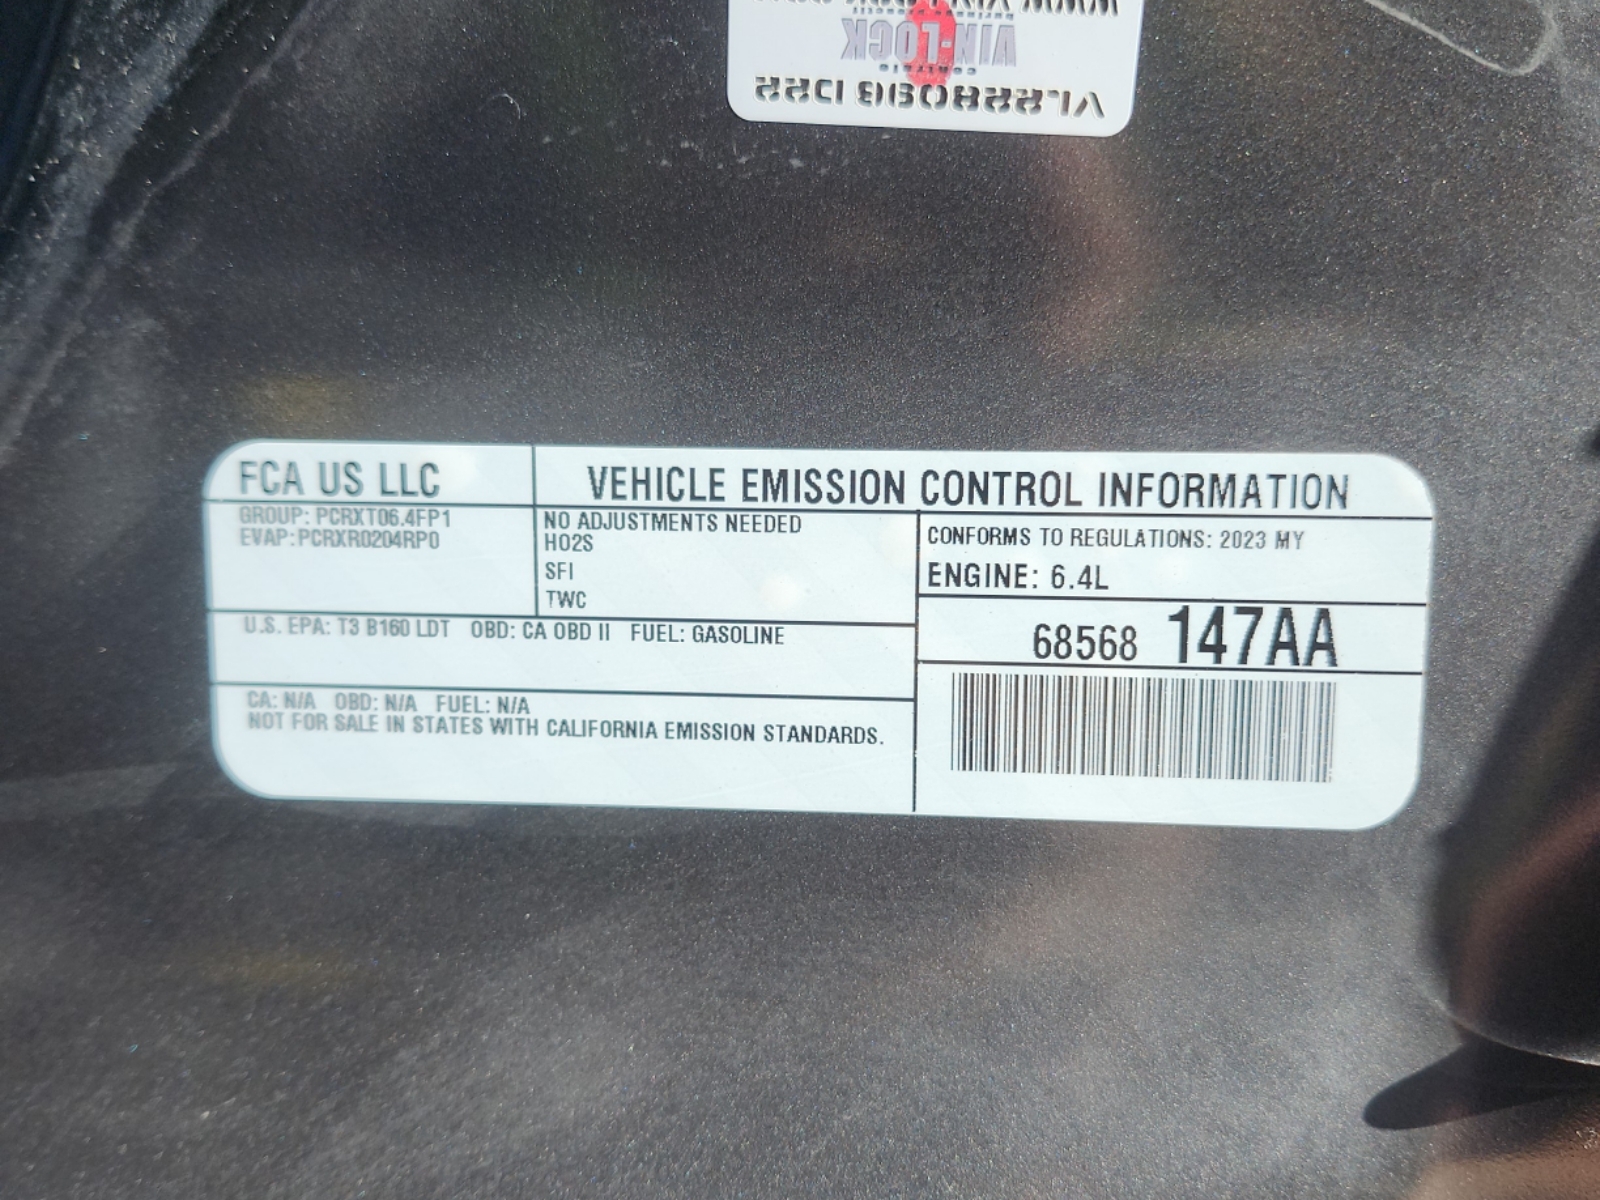 VIN-LOCK
FCA US LLC
VEHICLE EMISSION CONTROL INFORMATION
GROUP: PCRXT06.4FP1
EVAP:PCRXR0204RP0
NO ADJUSTMENTS NEEDED
HO2S
SFI
TWC
CONFORMS TO REGULATIONS: 2023 MY
ENGINE: 6.4L
U.S. EPA: T3 B160 LDT OBD: CA OBD II FUEL: GASOLINE
68568 147AA
CA: N/A OBD: N/A FUEL: N/A
NOT FOR SALE IN STATES WITH CALIFORNIA EMISSION STANDARDS.